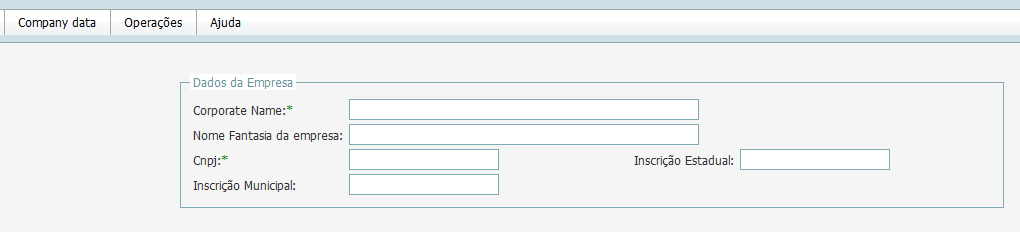 Company data Operações Ajuda
Dados da Empresa
Corporate Name:*
Nome Fantasia da empresa:
Cnpj:* Inscrição Estadual:
Inscrição Municipal: